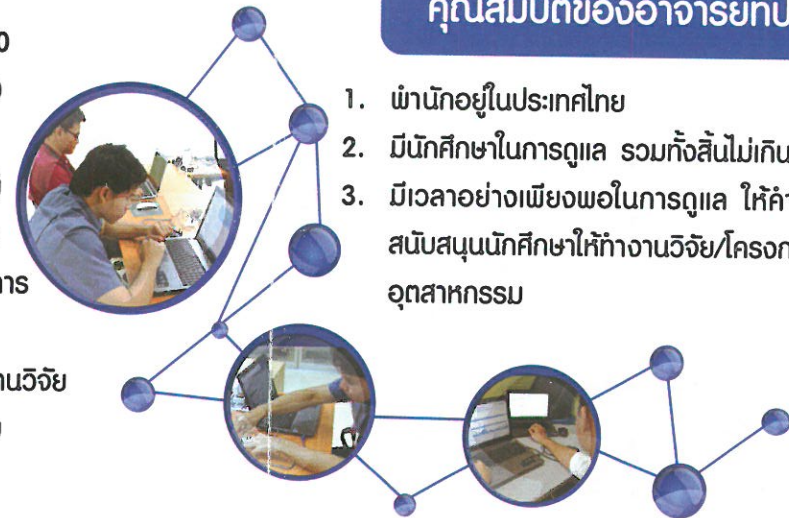 คุณสมบัติของอาจารย์ที่ป
1. พำนักอยู่ในประเทศไทย
2. มีนักศึกษาในการดูแล รวมทั้งสิ้นไม่เกิน
3. มีเวลาอย่างเพียงพอในการดูแล ให้คำ
สนับสนุนนักศึกษาให้ทำงานวิจัย/โครงก
อุตสาหกรรม
การ
านวิจัย